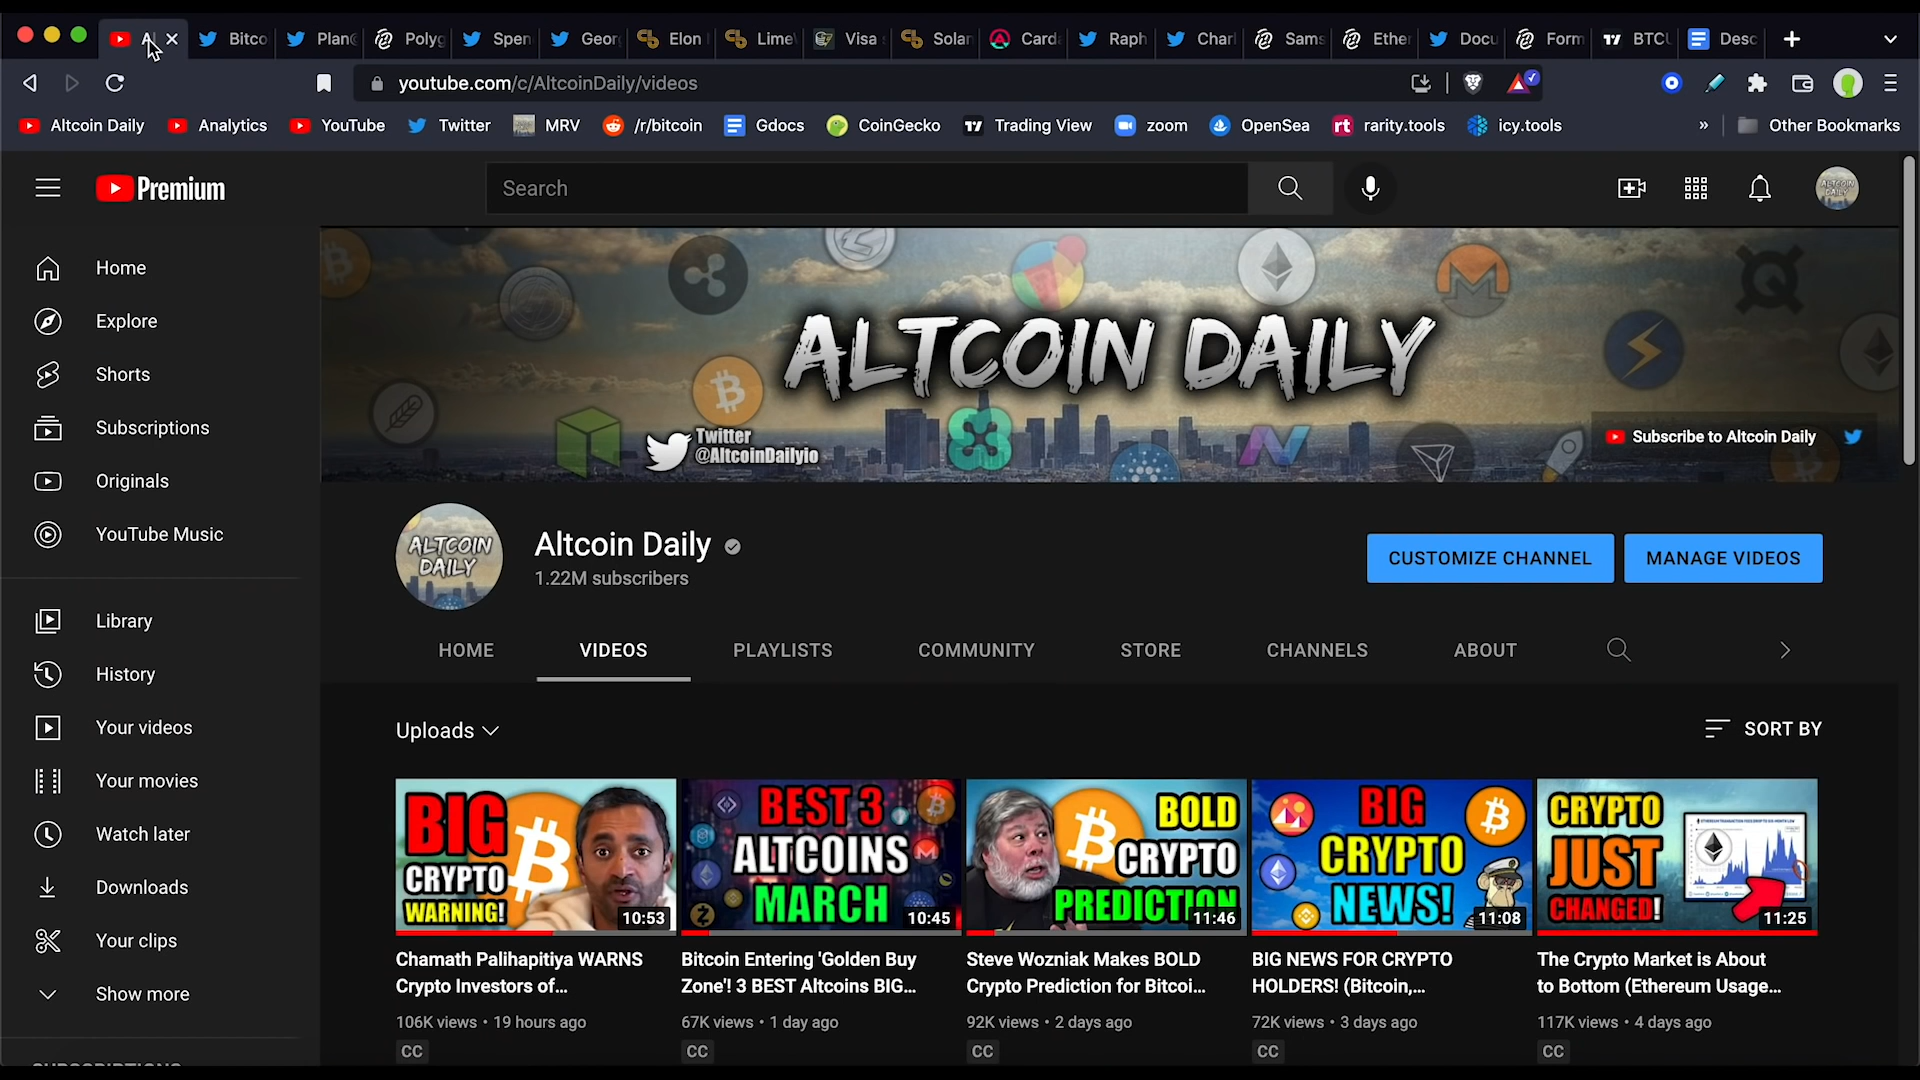 A
Bitco
Plan
Polyg
Spen
Geor
Elon
Lime
Visa
Solar
Carda
Raph
Char
Sams
Ether
Docu
Form
BTCU
Desc
youtube.com/c/AltcoinDaily/videos
Altcoin Daily
Analytics
YouTube
Twitter
MRV
/r/bitcoin
Gdocs
CoinGecko
Trading View
zoom
OpenSea
rt rarity.tools
icy.tools
»
Other Bookmarks
Premium
Search
ALTCOIN DAILY
Home
Explore
Shorts
Subscriptions
Originals
YouTube Music
Library
History
Your videos
Your movies
Watch later
Downloads
Your clips
Show more
ALTCOIN DAILY
Twitter
@AltcoinDailyio
Subscribe to Altcoin Daily
ALTCOIN
DAILY
Altcoin Daily
1.22M subscribers
CUSTOMIZE CHANNEL
MANAGE VIDEOS
HOME
VIDEOS
PLAYLISTS
COMMUNITY
STORE
CHANNELS
ABOUT
Uploads
SORT BY
BIG
CRYPTO
WARNING!
10:53
Chamath Palihapitiya WARNS
Crypto Investors of...
106K views • 19 hours ago
CC
BEST 3
ALTCOINS
MARCH
10:45
Bitcoin Entering 'Golden Buy
Zone'! 3 BEST Altcoins BIG...
67K views • 1 day ago
CC
BOLD
CRYPTO
PREDICTION
11:46
Steve Wozniak Makes BOLD
Crypto Prediction for Bitcoi...
92K views • 2 days ago
CC
BIG
CRYPTO
NEWS!
11:08
BIG NEWS FOR CRYPTO
HOLDERS! (Bitcoin,...
72K views • 3 days ago
CC
CRYPTO
JUST
CHANGED!
11:25
The Crypto Market is About
to Bottom (Ethereum Usage...
117K views • 4 days ago
CC